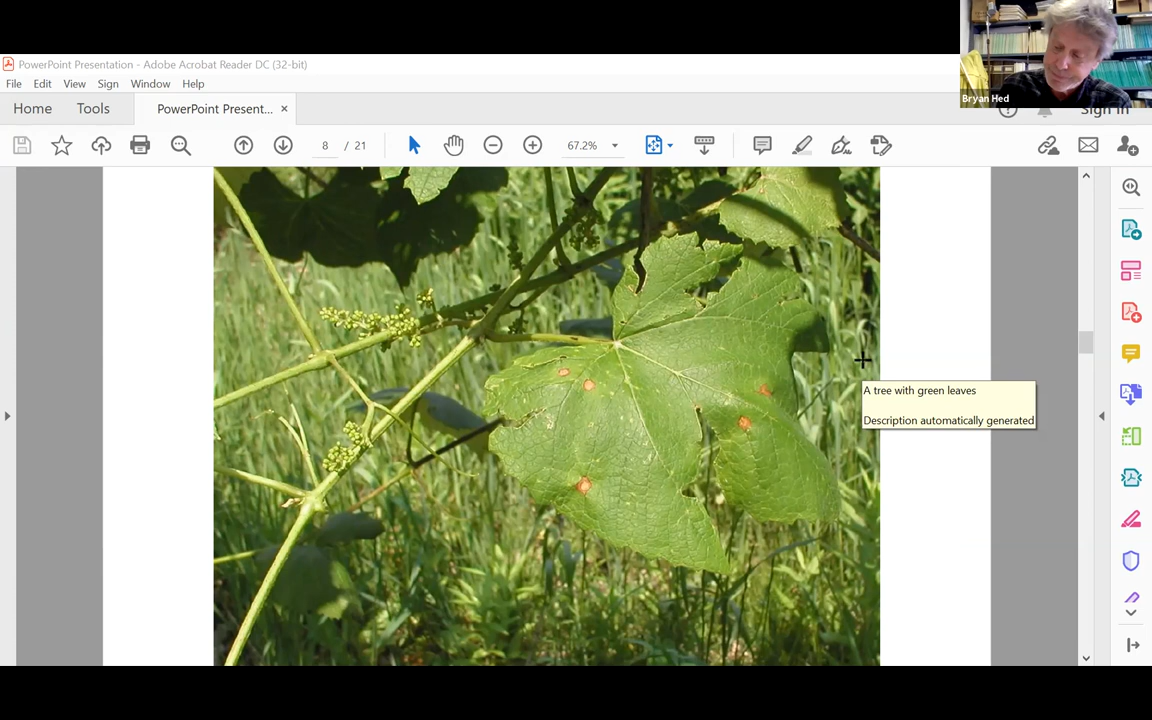 PowerPoint Presentation - Adobe Acrobat Reader DC (32-bit)
File Edit View Sign Window Help
Home Tools PowerPoint Present... ×
Sign In
8 / 21 67.2%
Bryan Hed
A tree with green leaves
Description automatically generated